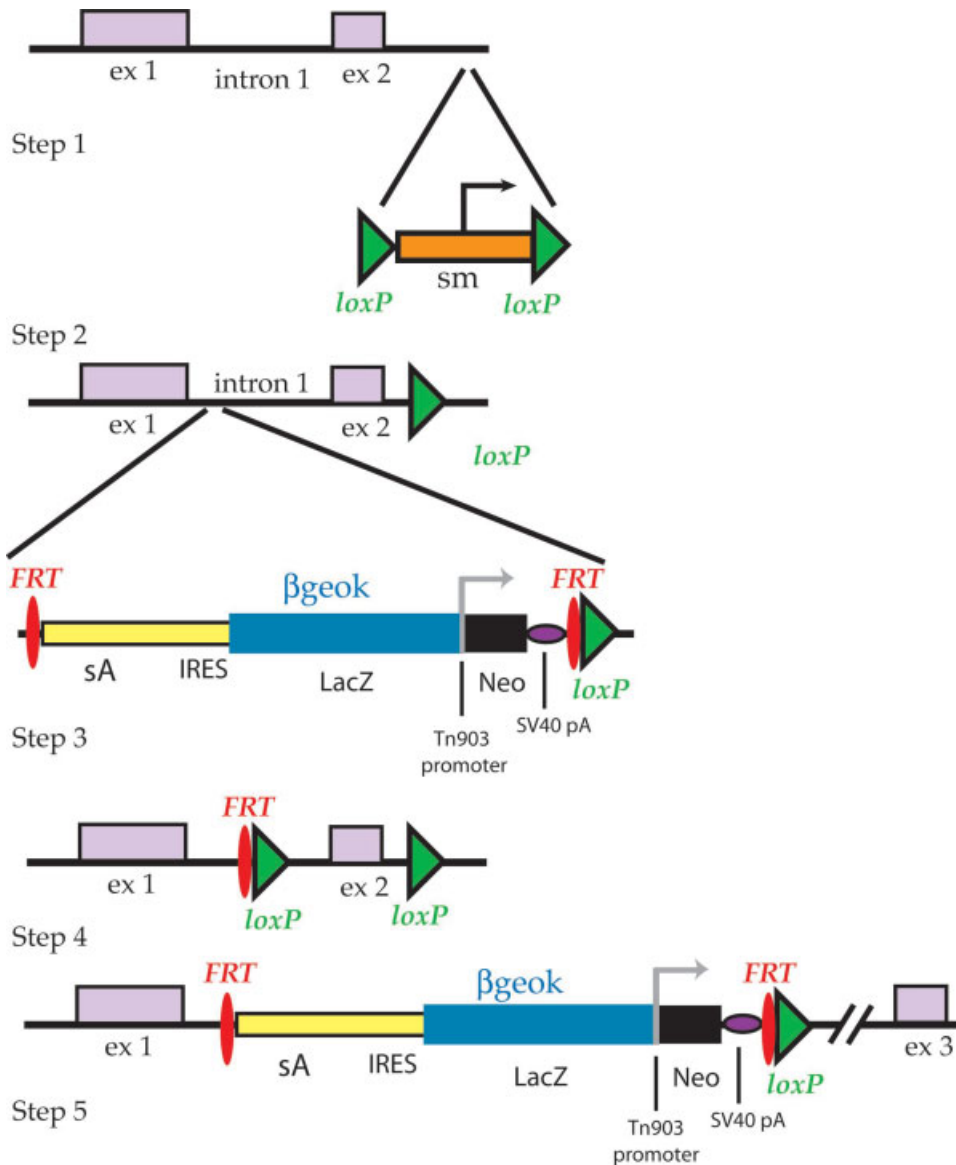 ex 1 intron 1 ex 2
Step 1
sm
loxP loxP
Step 2
intron 1
ex 1 ex 2
loxP
FRT βgeok FRT
sA IRES LacZ Neo loxP
SV40 pA
Step 3
Tn903
promoter
FRT
ex 1 ex 2
loxP loxP
Step 4
FRT βgeok FRT
ex 1 sA IRES LacZ Neo loxP ex 3
SV40 pA
Step 5
Tn903
promoter